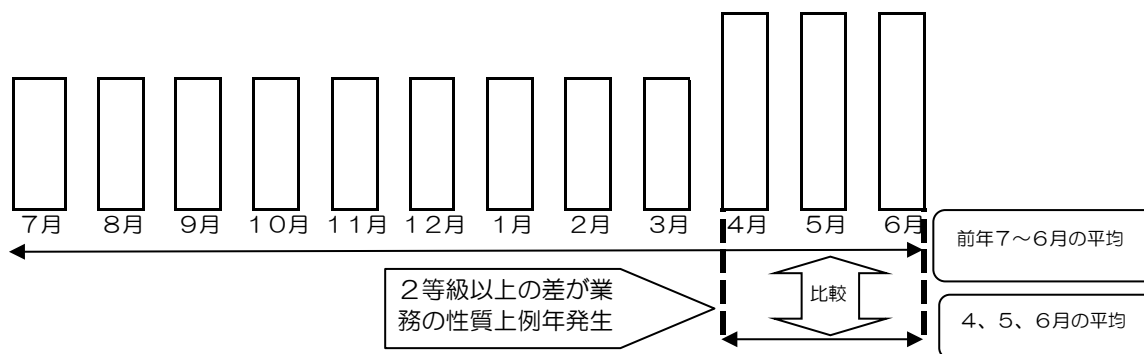 7月 8月 9月 10月 11月 12月 1月 2月 3月 4月 5月 6月
前年7~6月の平均
2等級以上の差が業
務の性質上例年発生
比較
4、5、6月の平均